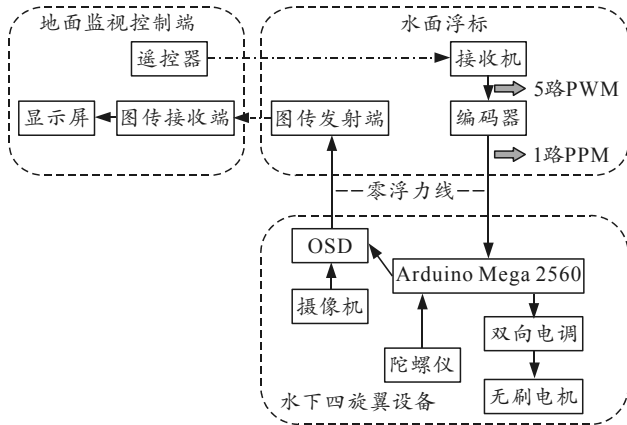 地面监视控制端
水面浮标
遥控器
接收机
5路PWM
显示屏
图传接收端
图传发射端
编码器
1路PPM
零浮力线
OSD
Arduino Mega 2560
摄像机
双向电调
陀螺仪
无刷电机
水下四旋翼设备